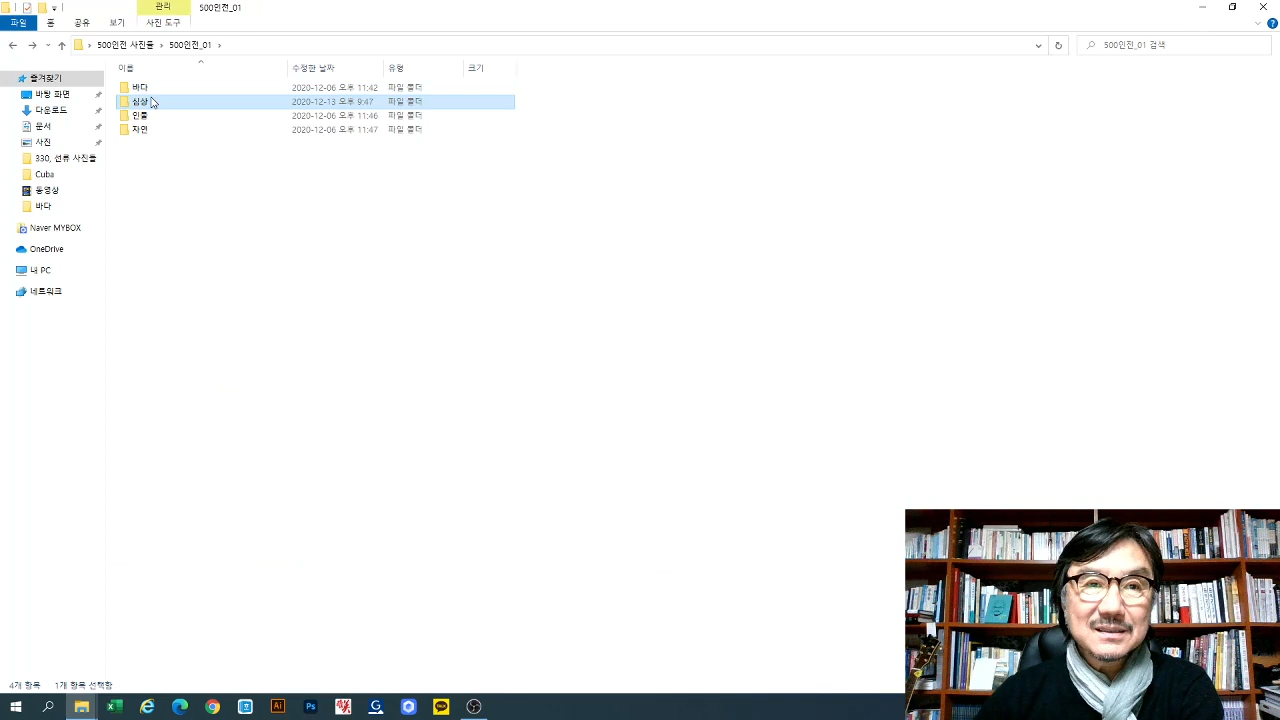 관리
500인전_01
파일
홈
공유
보기
사진 도구
500인전 사진들 > 500인전_01 >
500인전_01 검색
이름
수정한 날짜
유형
크기
바다
2020-12-06 오후 11:42
파일 폴더
심상
2020-12-13 오후 9:47
파일 폴더
인물
2020-12-06 오후 11:46
파일 폴더
자연
2020-12-06 오후 11:47
파일 폴더
즐겨찾기
바탕 화면
다운로드
문서
사진
330, 선류 사진들
Cuba
동영상
바다
Naver MYBOX
OneDrive
내 PC
네트워크
4개 항목
1개 항목 선택함
Ai
Ps
TALK